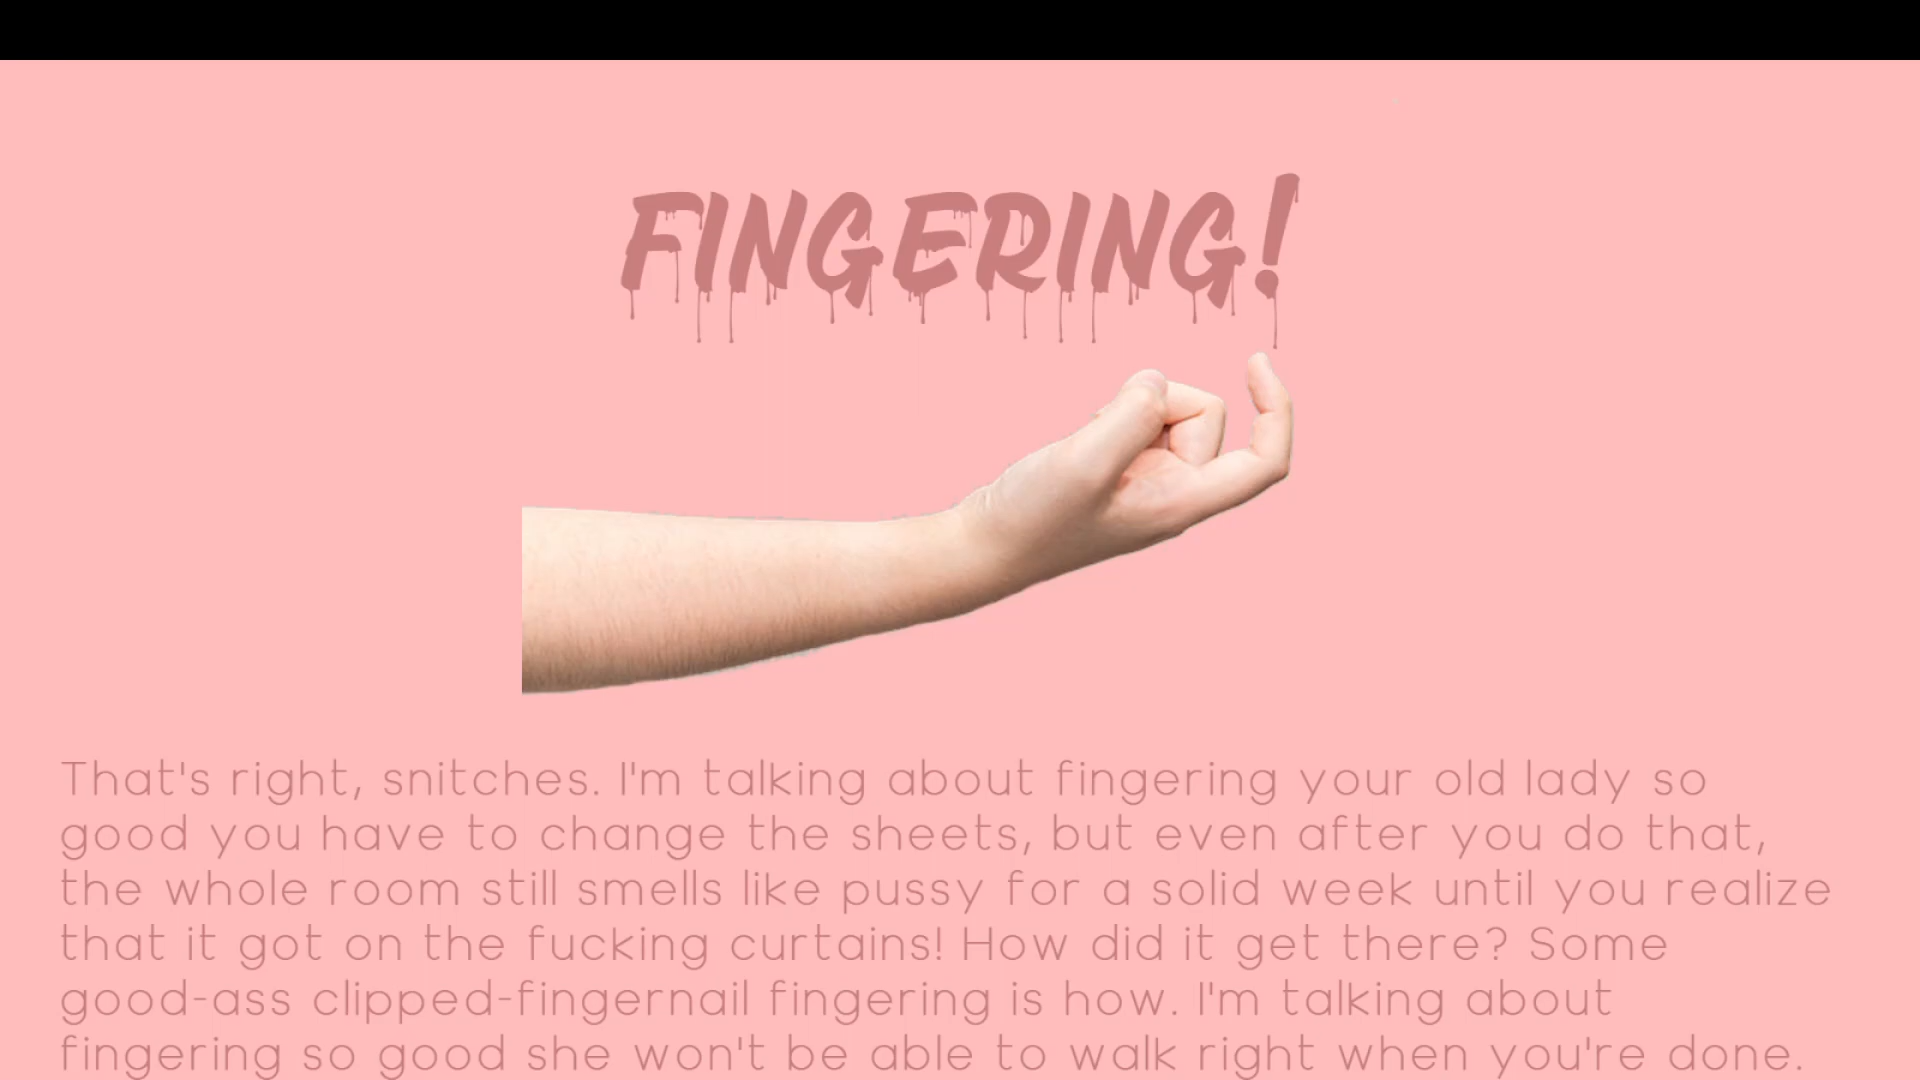 FINGERING!
That's right, snitches. I'm talking about fingering your old lady so
good you have to change the sheets, but even after you do that,
the whole room still smells like pussy for a solid week until you realize
that it got on the fucking curtains! How did it get there? Some
good-ass clipped-fingernail fingering is how. I'm talking about
fingering so good she won't be able to walk right when you're done.